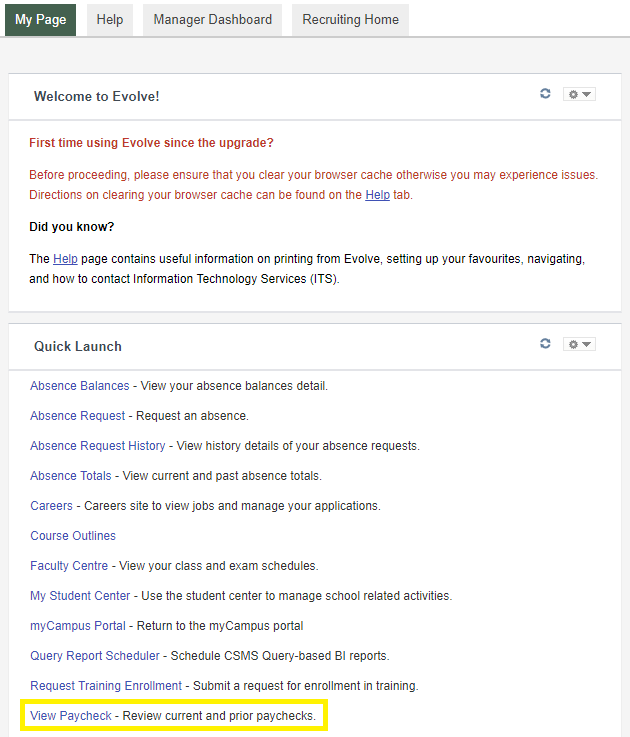 My Page
Help
Manager Dashboard
Recruiting Home
Welcome to Evolve!
First time using Evolve since the upgrade?
Before proceeding, please ensure that you clear your browser cache otherwise you may experience issues.
Directions on clearing your browser cache can be found on the Help tab.
Did you know?
The Help page contains useful information on printing from Evolve, setting up your favourites, navigating,
and how to contact Information Technology Services (ITS).
Quick Launch
Absence Balances - View your absence balances detail.
Absence Request - Request an absence.
Absence Request History - View history details of your absence requests.
Absence Totals - View current and past absence totals.
Careers - Careers site to view jobs and manage your applications.
Course Outlines
Faculty Centre - View your class and exam schedules.
My Student Center - Use the student center to manage school related activities.
myCampus Portal - Return to the myCampus portal
Query Report Scheduler - Schedule CSMS Query-based BI reports.
Request Training Enrollment - Submit a request for enrollment in training.
View Paycheck - Review current and prior paychecks.